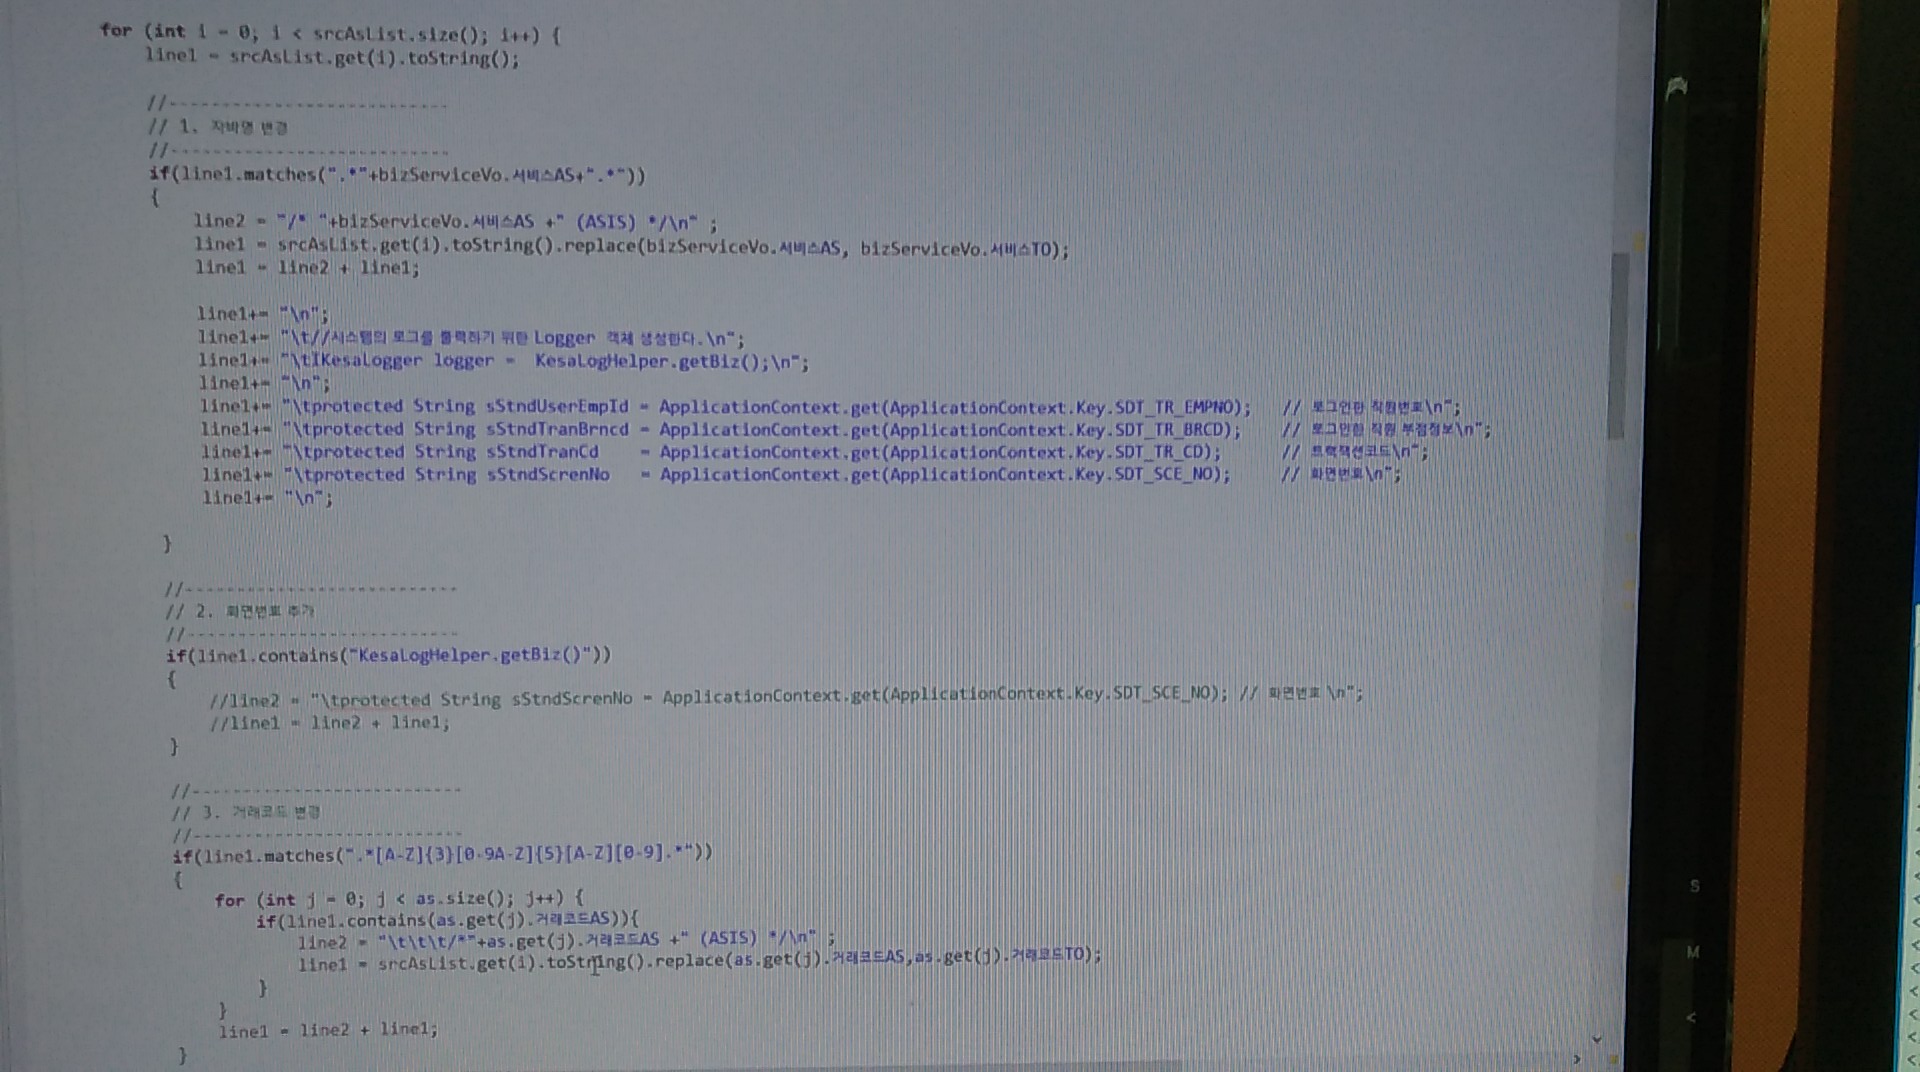 for (int i = 0; i < srcAsList.size(); i++) {
line1 = srcAsList.get(i).toString();
//---------------------------
// 1. 자바명 변경
//---------------------------
if(line1.matches(".*"+bizServiceVo.서비스AS+".*"))
{
line2 = "/* "+bizServiceVo.서비스AS +" (ASIS) */\n" ;
line1 = srcAsList.get(i).toString().replace(bizServiceVo.서비스AS, bizServiceVo.서비스TO);
line1 = line2 + line1;
line1+= "\n";
line1+= "\t//시스템의 로그를 출력하기 위한 Logger 객체 생성한다.\n";
line1+= "\tIKesaLogger logger =  KesaLogHelper.getBiz();\n";
line1+= "\n";
line1+= "\tprotected String sStndUserEmpId = ApplicationContext.get(ApplicationContext.Key.SDT_TR_EMPNO);   // 로그인한 직원번호\n";
line1+= "\tprotected String sStndTranBrncd = ApplicationContext.get(ApplicationContext.Key.SDT_TR_BRCD);    // 로그인한 직원 부점정보\n";
line1+= "\tprotected String sStndTranCd    = ApplicationContext.get(ApplicationContext.Key.SDT_TR_CD);      // 트랙잭션코드\n";
line1+= "\tprotected String sStndScrenNo   = ApplicationContext.get(ApplicationContext.Key.SDT_SCE_NO);     // 화면번호\n";
line1+= "\n";
}
//---------------------------
// 2. 화면번호 추가
//---------------------------
if(line1.contains("KesaLogHelper.getBiz()"))
{
//line2 = "\tprotected String sStndScrenNo = ApplicationContext.get(ApplicationContext.Key.SDT_SCE_NO); // 화면번호 \n";
//line1 = line2 + line1;
}
//---------------------------
// 3. 거래코드 변경
//---------------------------
if(line1.matches(".*[A-Z]{3}[0-9A-Z]{5}[A-Z][0-9].*"))
{
for (int j = 0; j < as.size(); j++) {
if(line1.contains(as.get(j).거래코드AS)){
line2 = "\t\t\t/*"+as.get(j).거래코드AS +" (ASIS) */\n" ;
line1 = srcAsList.get(i).toString().replace(as.get(j).거래코드AS,as.get(j).거래코드TO);
}
}
line1 = line2 + line1;
}
S
M
<